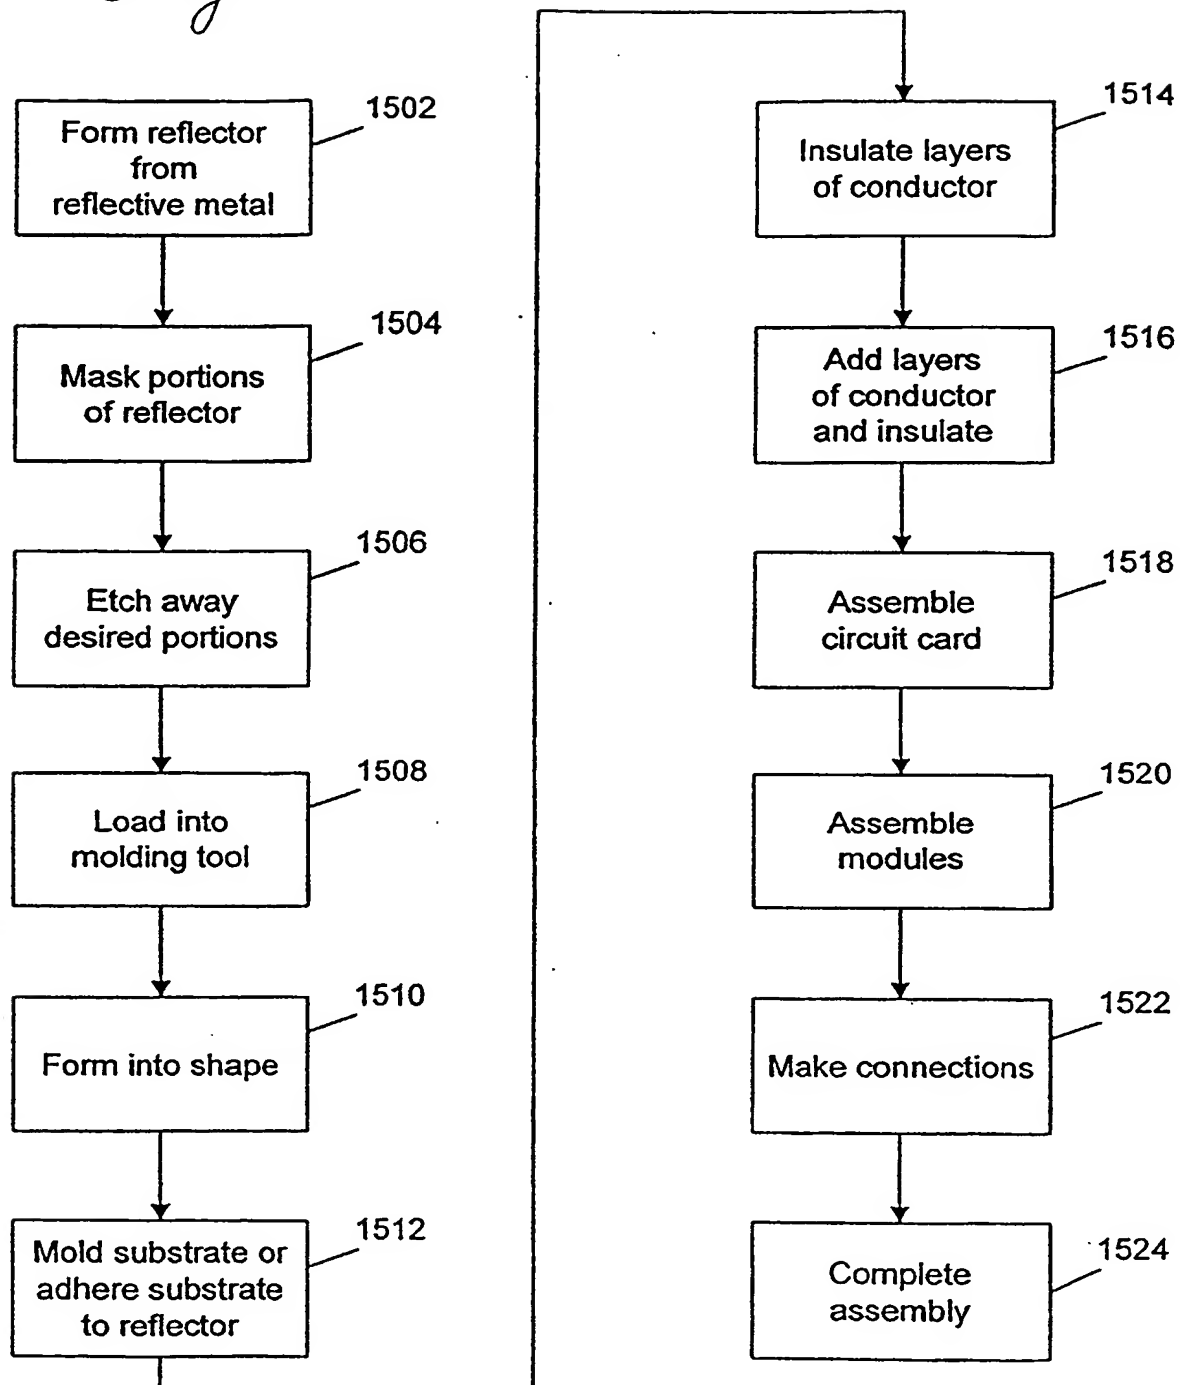 1502
Form reflector
from
reflective metal
1504
Mask portions
of reflector
1506
Etch away
desired portions
1508
Load into
molding tool
1510
Form into shape
1512
Mold substrate or
adhere substrate
to reflector
1514
Insulate layers
of conductor
1516
Add layers
of conductor
and insulate
1518
Assemble
circuit card
1520
Assemble
modules
1522
Make connections
1524
Complete
assembly